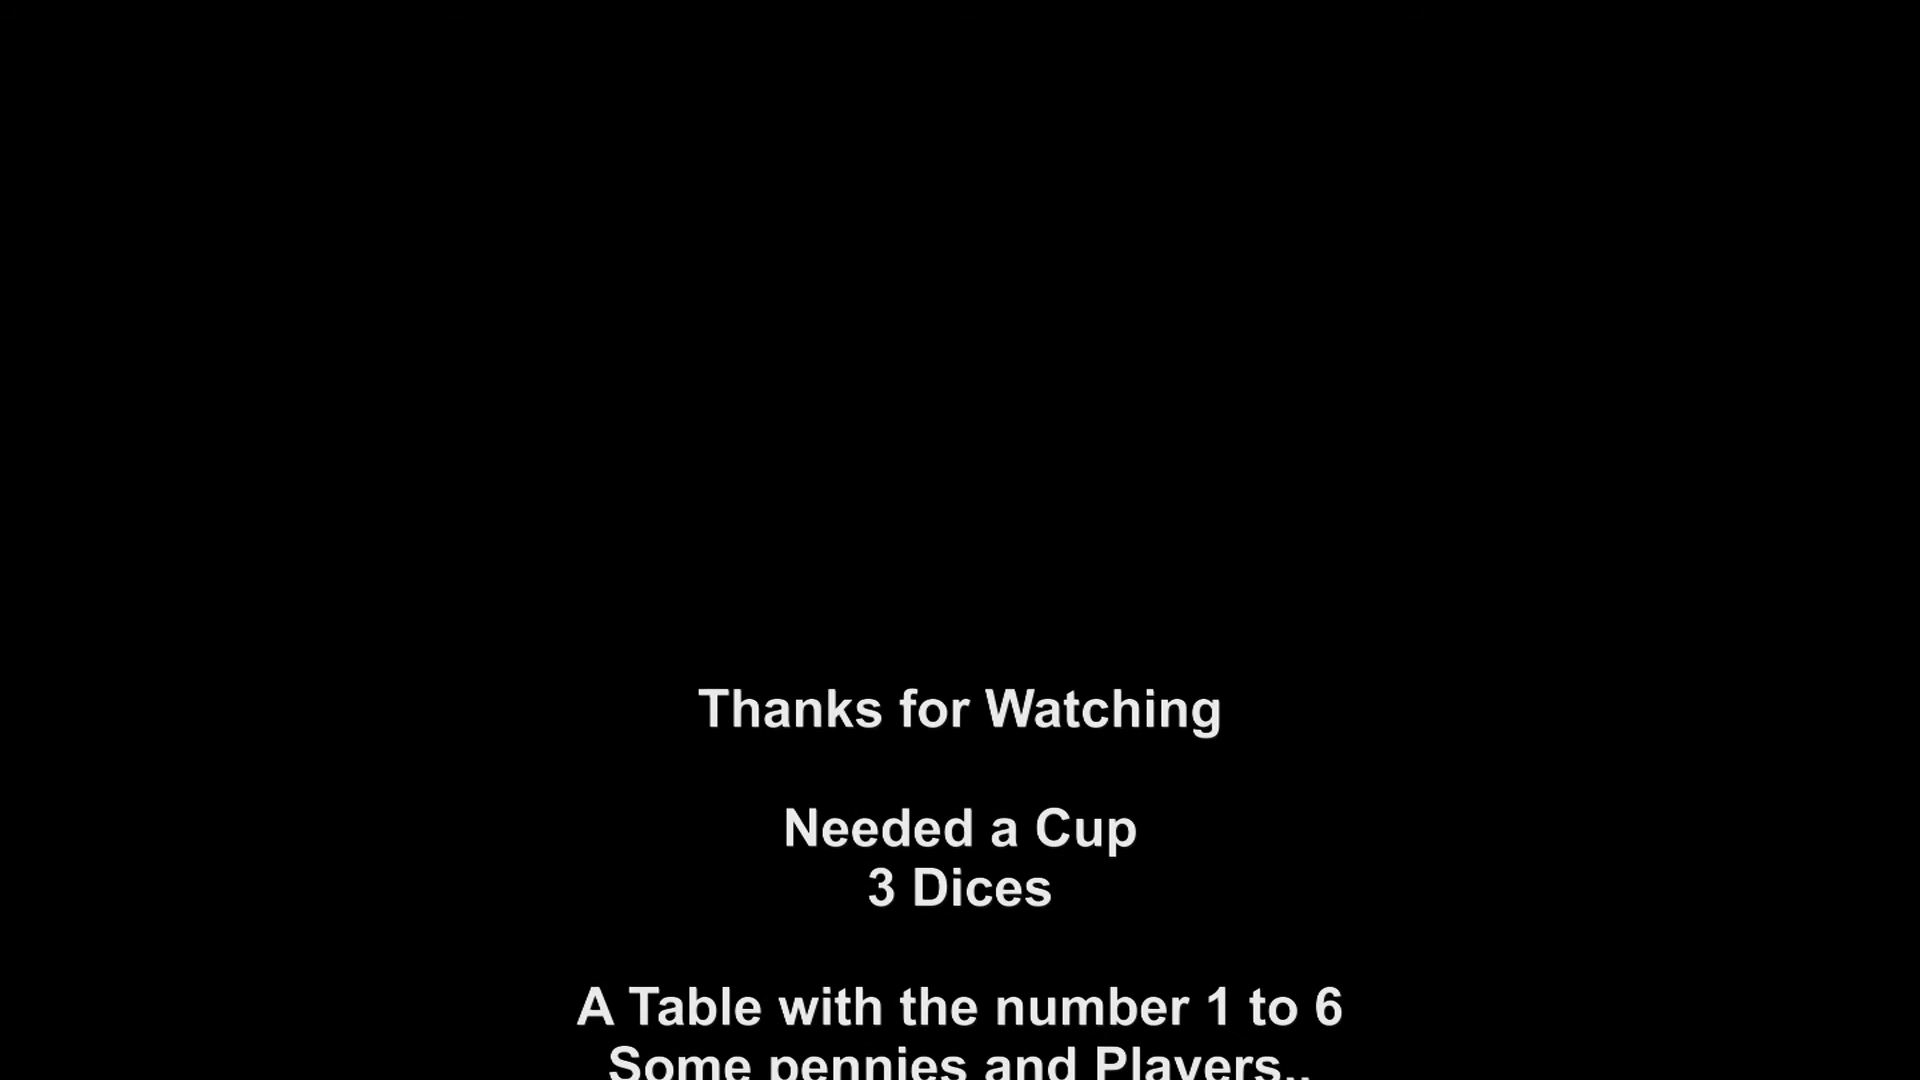 Thanks for Watching
Needed a Cup
3 Dices
A Table with the number 1 to 6
Some pennies and Players..